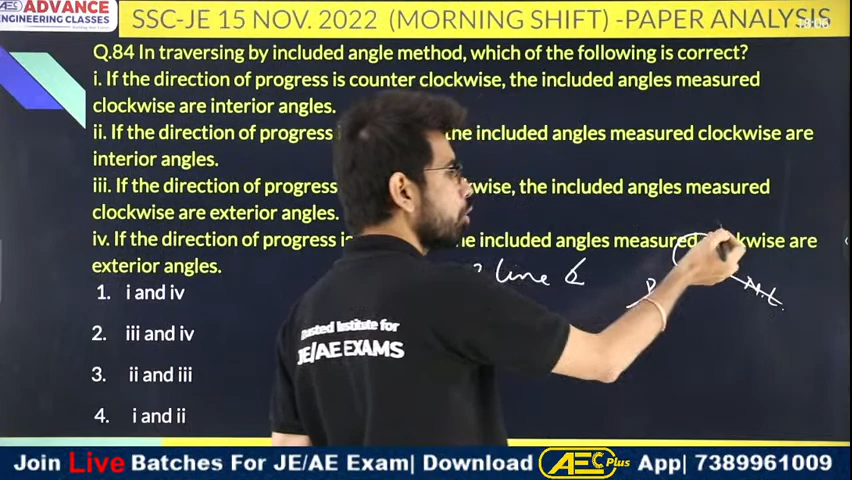 ADVANCE
ENGINEERING CLASSES
SSC-JE 15 NOV. 2022 (MORNING SHIFT) -PAPER ANALYSIS
Q.84 In traversing by included angle method, which of the following is correct?
i. If the direction of progress is counter clockwise, the included angles measured
clockwise are interior angles.
ii. If the direction of progress the included angles measured clockwise are
interior angles.
iii. If the direction of progress wise, the included angles measured
clockwise are exterior angles.
iv. If the direction of progress included angles measured are
exterior angles.
line
1. i and iv
2. iii and iv
3. ii and iii
4. i and ii
Trusted Institute for
JE/AE EXAMS
Join Live Batches For JE/AE Exam| Download AEC Plus App| 7389961009